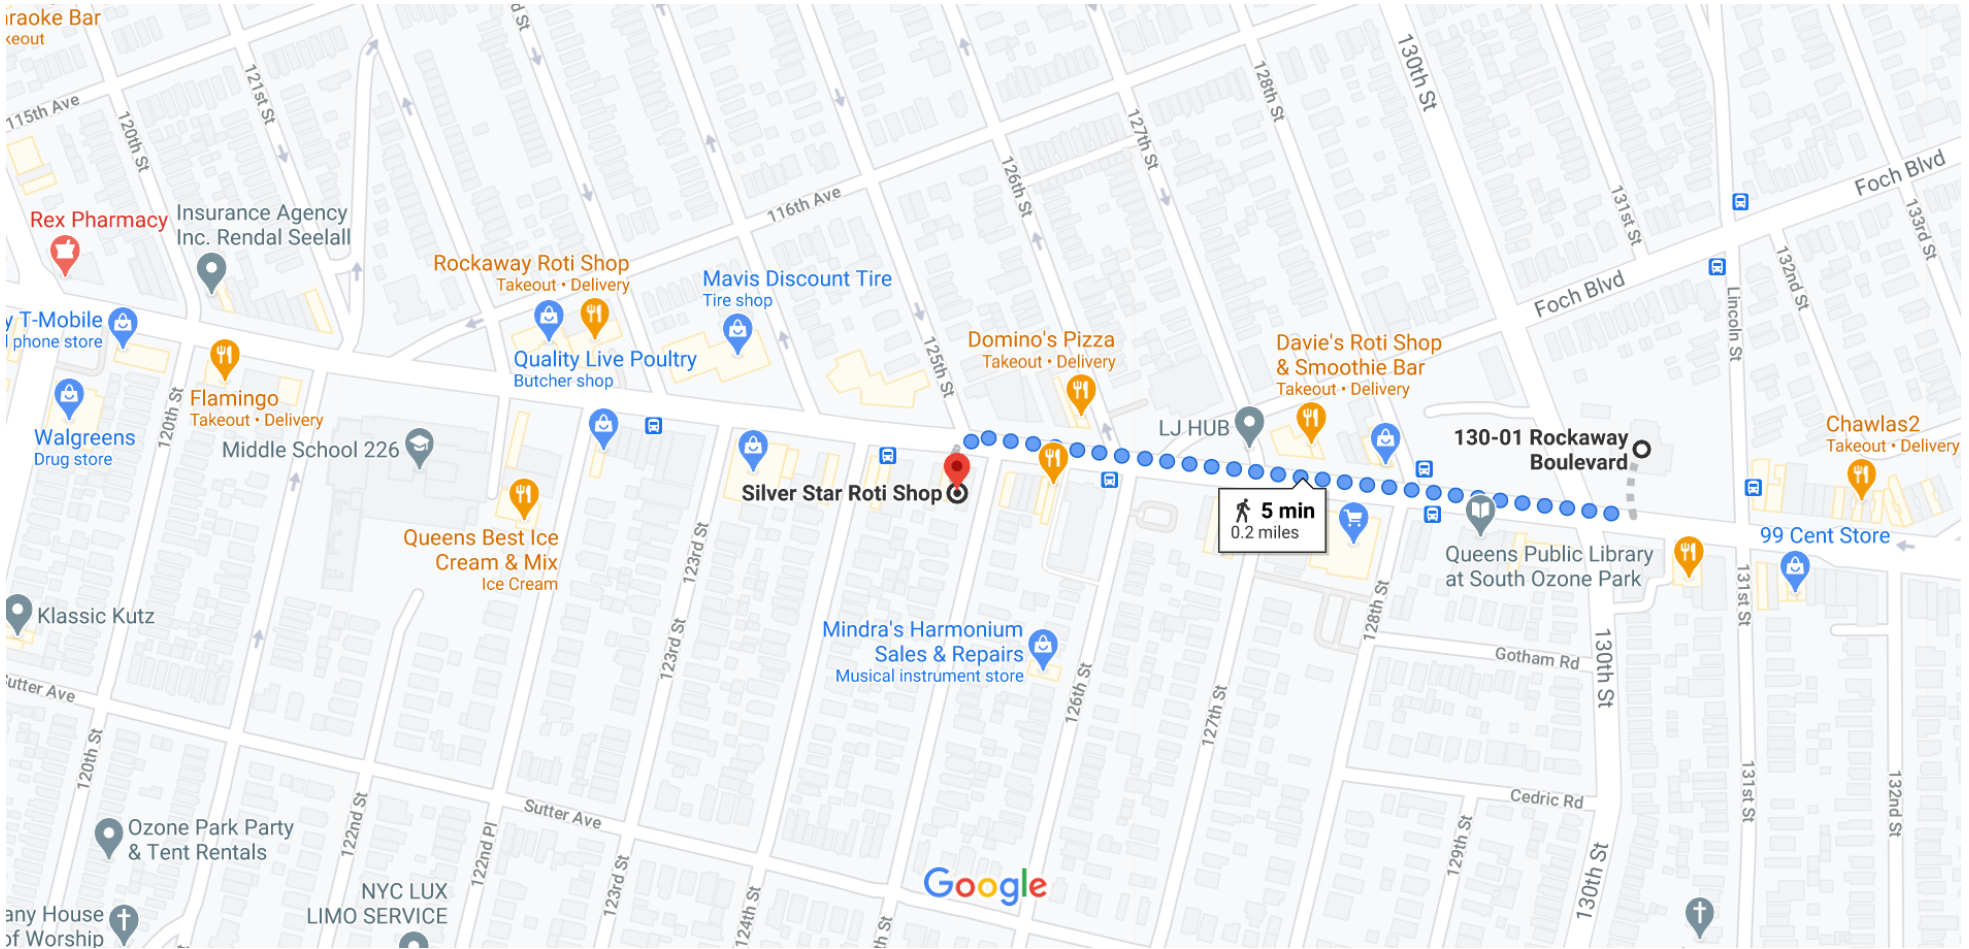 araoke Bar
keout
115th Ave
120th St
121st St
d St
128th St
130th St
127th St
126th St
116th Ave
Foch Blvd
131st St
133rd St
Rex Pharmacy
Insurance Agency
Inc. Rendal Seelall
Rockaway Roti Shop
Takeout • Delivery
Mavis Discount Tire
Tire shop
Foch Blvd
Lincoln St
132nd St
y T-Mobile
l phone store
Quality Live Poultry
Butcher shop
125th St
Domino's Pizza
Takeout • Delivery
Davie's Roti Shop
& Smoothie Bar
Takeout • Delivery
Flamingo
Takeout • Delivery
Walgreens
Drug store
120th St
Middle School 226
LJ HUB
130-01 Rockaway
Boulevard
Chawlas2
Takeout • Delivery
Silver Star Roti Shop
5 min
0.2 miles
Queens Best Ice
Cream & Mix
Ice Cream
123rd St
Queens Public Library
at South Ozone Park
99 Cent Store
131st St
Klassic Kutz
123rd St
Mindra's Harmonium
Sales & Repairs
Musical instrument store
128th St
Gotham Rd
130th St
Sutter Ave
126th St
127th St
120th St
Sutter Ave
Cedric Rd
131st St
132nd St
Ozone Park Party
& Tent Rentals
122nd St
122nd Pl
129th St
130th St
NYC LUX
LIMO SERVICE
123rd St
124th St
th St
Google
any House
of Worship